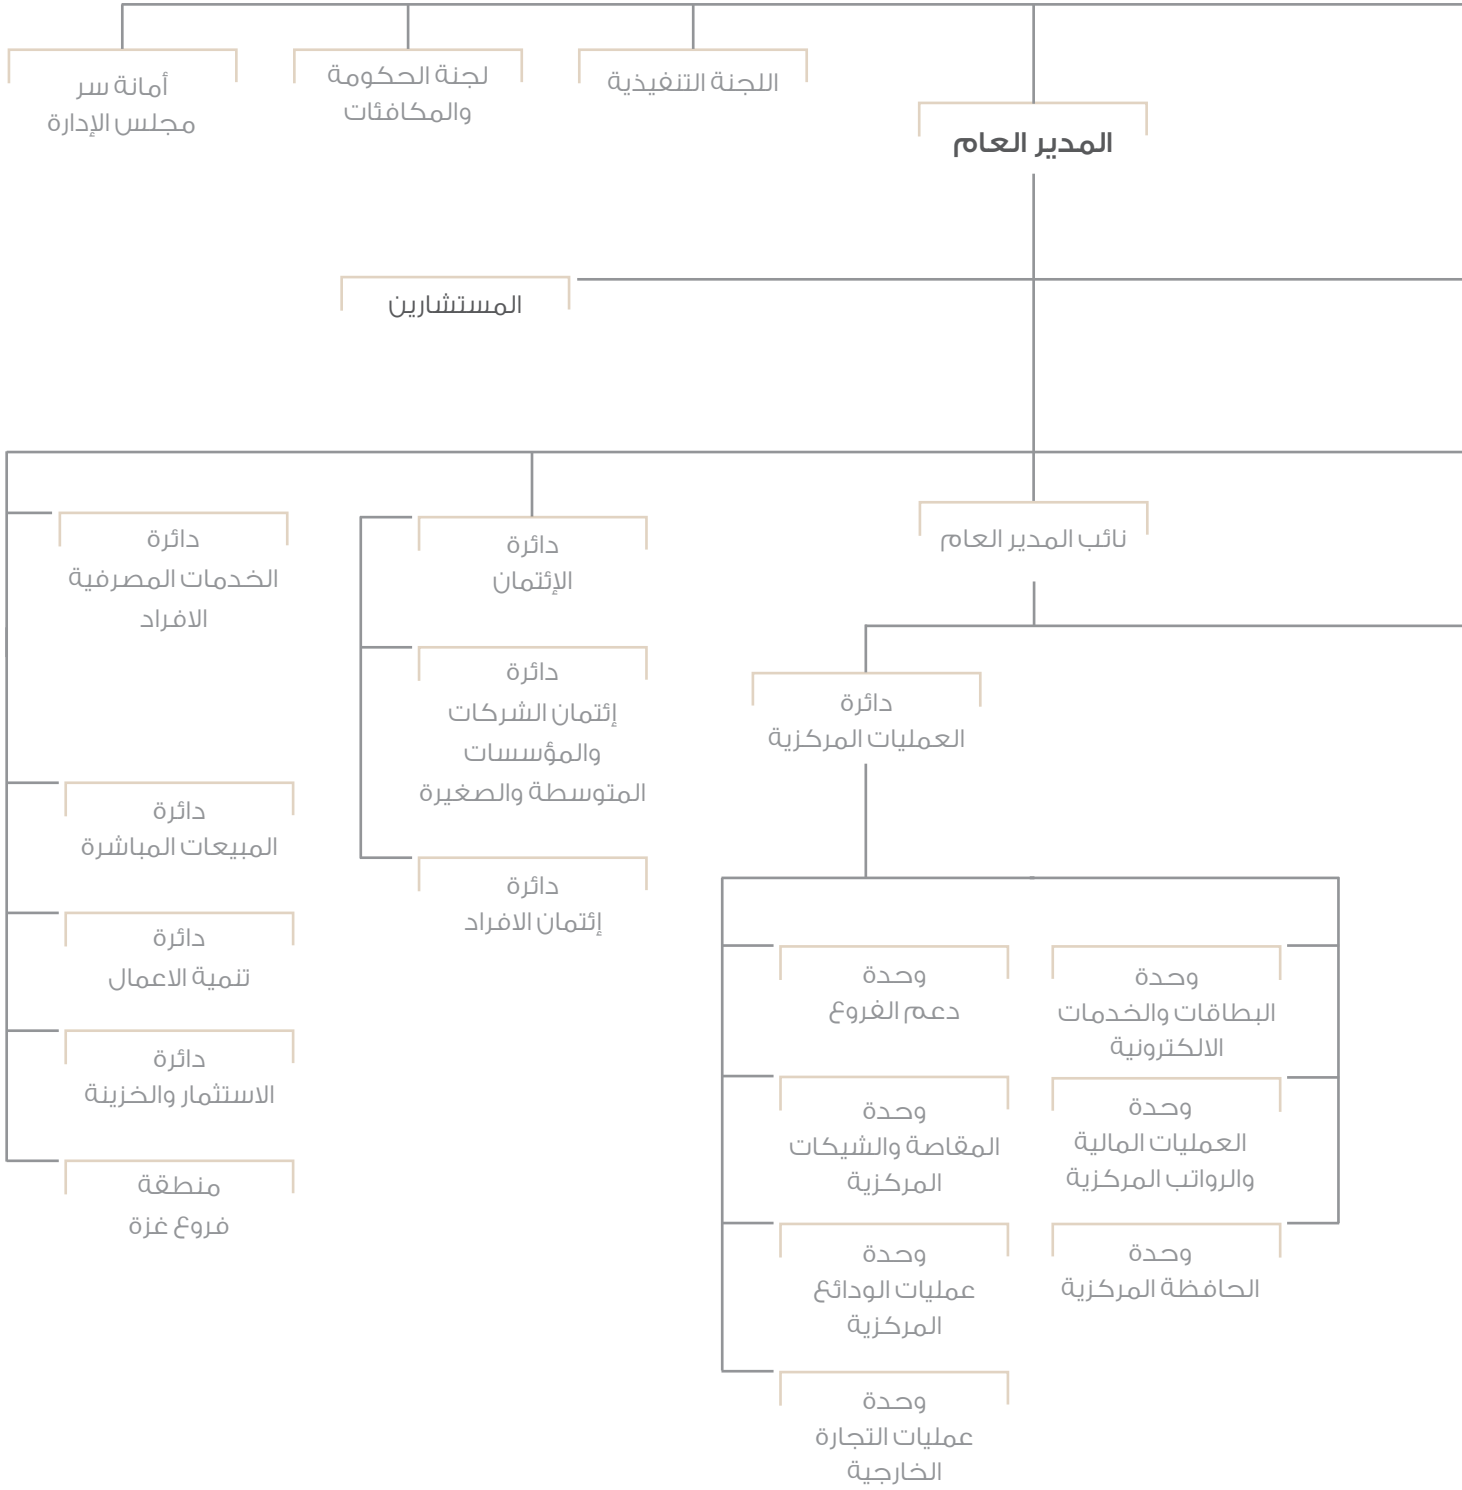 المدير العام
اللجنة التنفيذية
لجنة الحكومة
والمكافئات
أمانة سر
مجلس الإدارة
المستشارين
نائب المدير العام
دائرة
العمليات المركزية
وحدة
البطاقات والخدمات
الالكترونية
وحدة
العمليات المالية
والرواتب المركزية
وحدة
الحافظة المركزية
وحدة
دعم الفروع
وحدة
المقاصة والشيكات
المركزية
وحدة
عمليات الودائع
المركزية
وحدة
عمليات التجارة
الخارجية
دائرة
الإئتمان
دائرة
إئتمان الشركات
والمؤسسات
المتوسطة والصغيرة
دائرة
إئتمان الافراد
دائرة
الخدمات المصرفية
الافراد
دائرة
المبيعات المباشرة
دائرة
تنمية الاعمال
دائرة
الاستثمار والخزينة
منطقة
فروع غزة